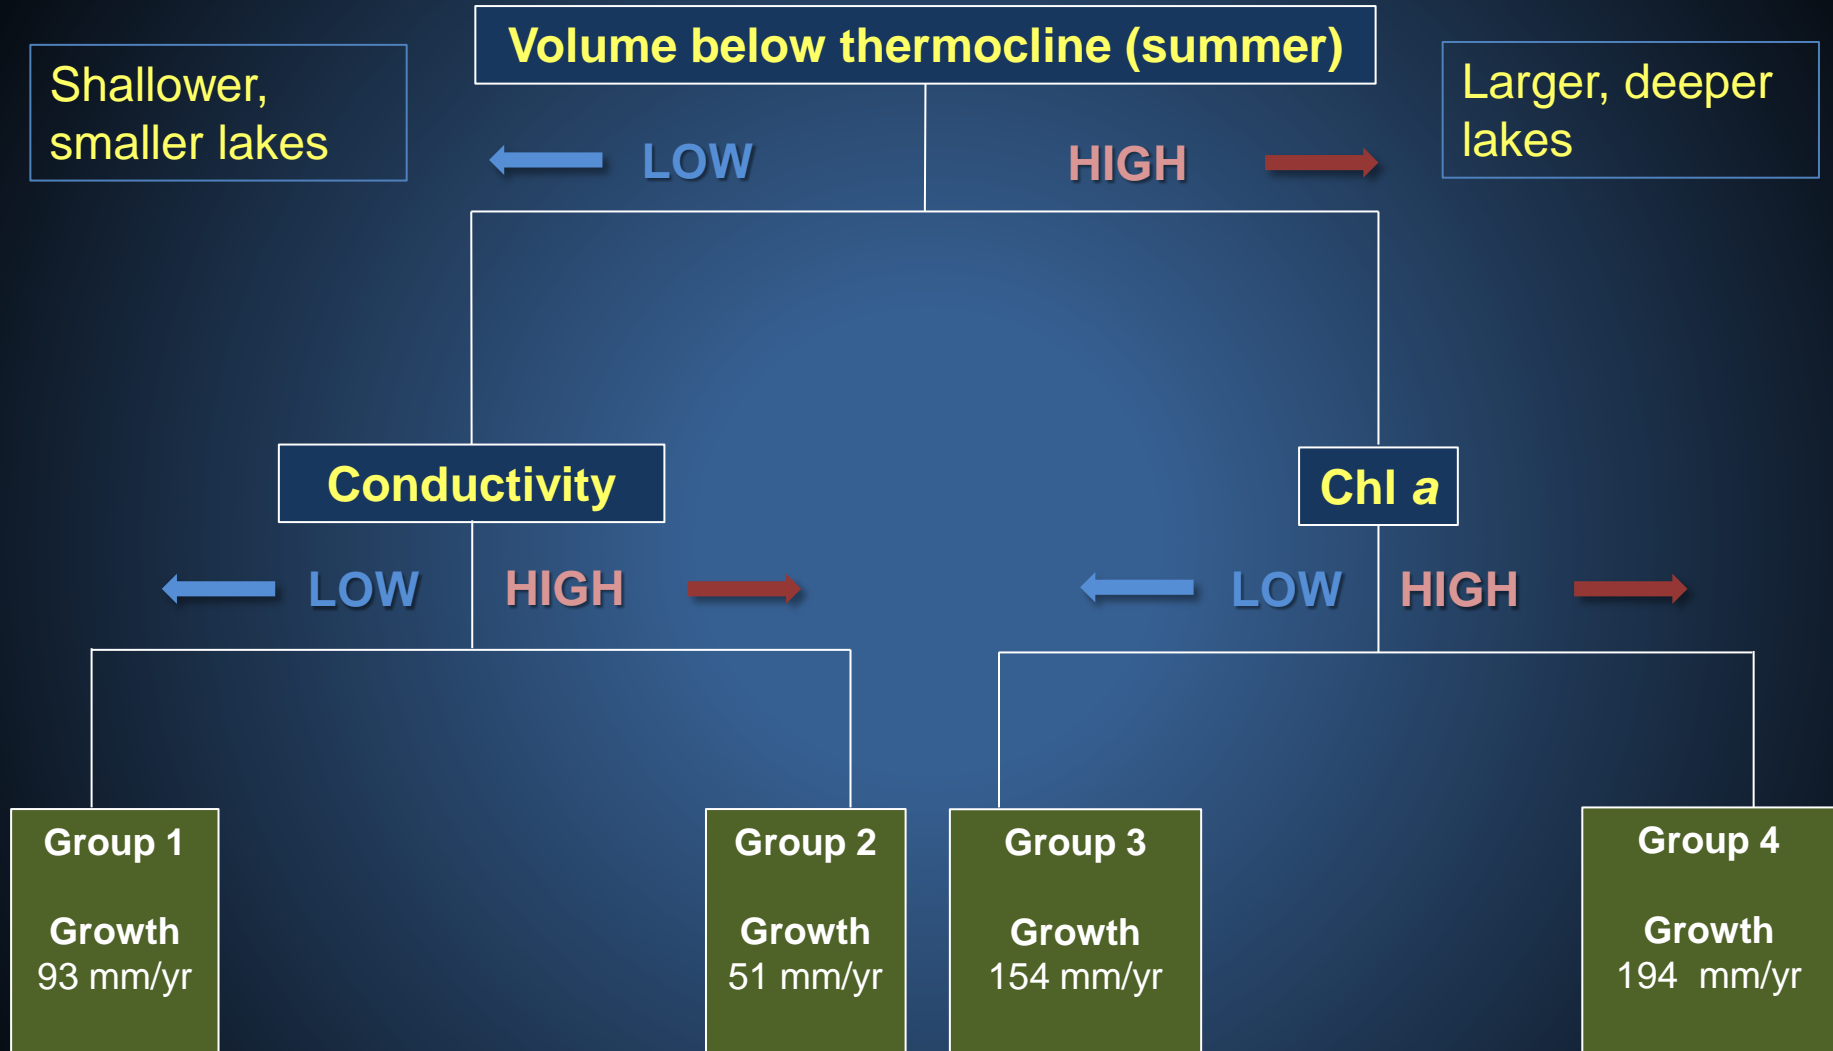 Volume below thermocline (summer)
Shallower,
smaller lakes
Larger, deeper
lakes
LOW
HIGH
Conductivity
Chl a
LOW
HIGH
LOW
HIGH
Group 1
Growth
93 mm/yr
Group 2
Growth
51 mm/yr
Group 3
Growth
154 mm/yr
Group 4
Growth
194 mm/yr